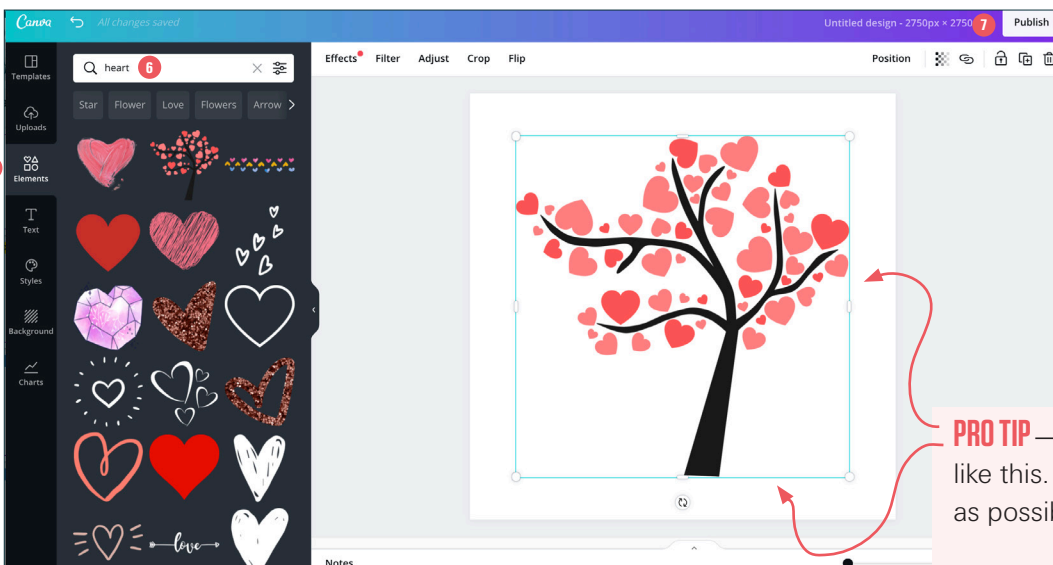 Canva All changes saved Untitled design - 2750px × 2750 7 Publish
Templates
Uploads
Elements
Text
Styles
Background
Charts
heart 6
Star Flower Love Flowers Arrow
love
Effects Filter Adjust Crop Flip Position
Notes
PRO TIP —
like this.
as possib